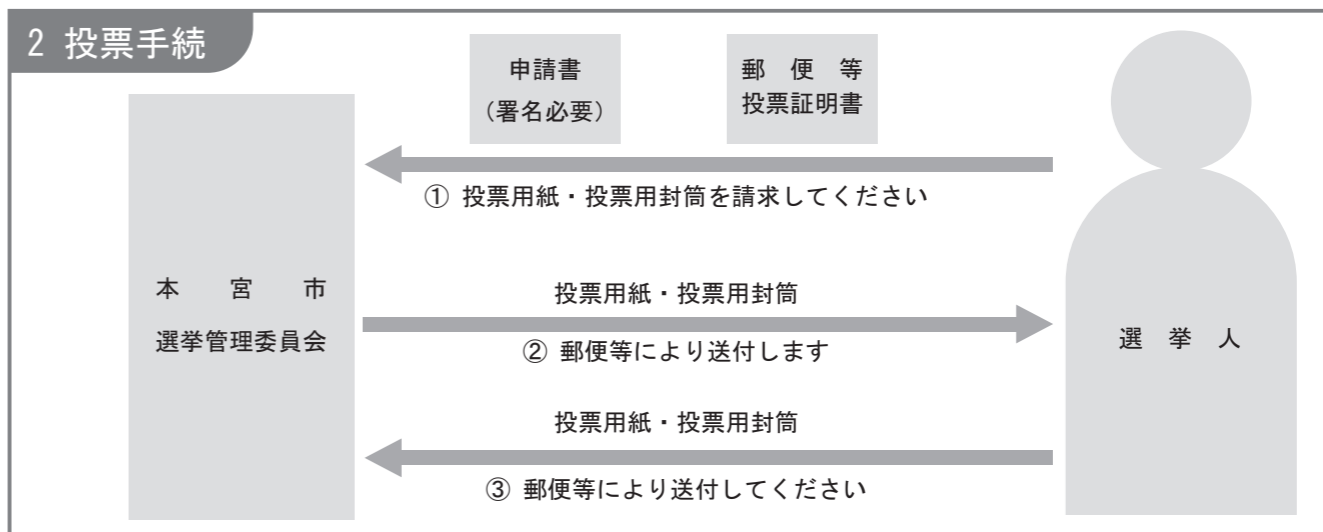 2 投票手続
申請書
(署名必要)
郵 便 等
投票証明書
① 投票用紙・投票用封筒を請求してください
本 宮 市
選挙管理委員会
投票用紙・投票用封筒
② 郵便等により送付します
選 挙 人
投票用紙・投票用封筒
③ 郵便等により送付してください